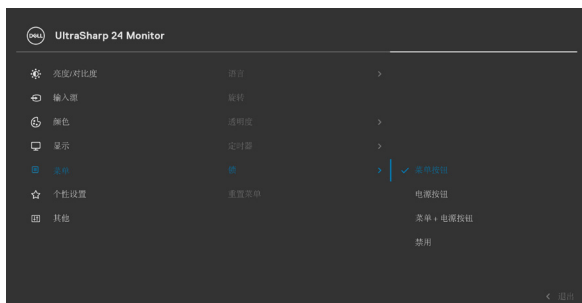 DELL UltraSharp 24 Monitor
亮度/对比度
语言
输入源
旋转
颜色
透明度
显示
定时器
菜单
锁
菜单按钮
个性设置
重置菜单
电源按钮
其他
菜单 + 电源按钮
禁用
退出